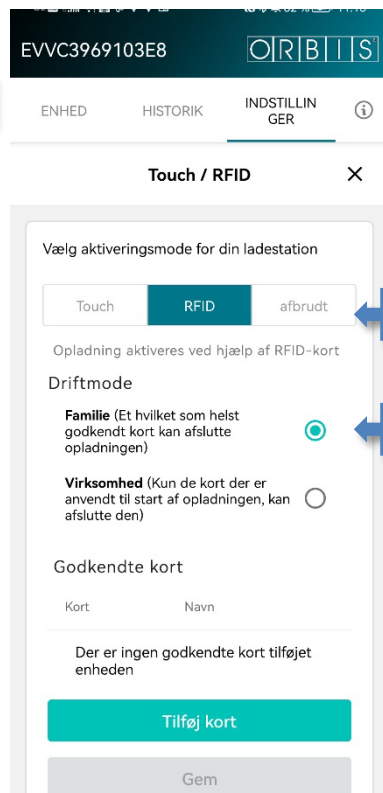 EVVC3969103E8
ORBIS
ENHED
HISTORIK
INDSTILLIN
GER
Touch / RFID
Vælg aktiveringsmode for din ladestation
Touch
RFID
afbrudt
Opladning aktiveres ved hjælp af RFID-kort
Driftmode
Familie (Et hvilket som helst
godkendt kort kan afslutte
opladningen)
Virksomhed (Kun de kort der er
anvendt til start af opladningen, kan
afslutte den)
Godkendte kort
Kort
Navn
Der er ingen godkendte kort tilføjet
enheden
Tilføj kort
Gem